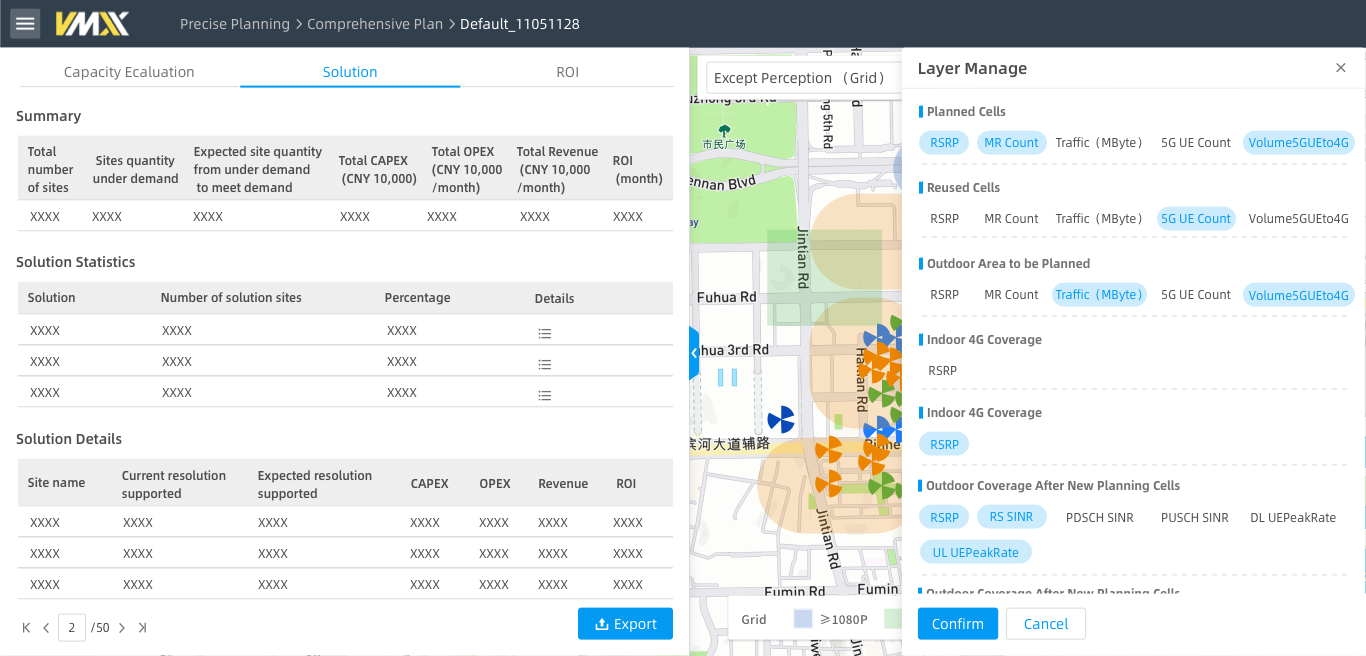 VMX
Precise Planning > Comprehensive Plan > Default_11051128
Capacity Ecaluation
Solution
ROI
Summary
Total number of sites
Sites quantity under demand
Expected site quantity from under demand to meet demand
Total CAPEX (CNY 10,000)
Total OPEX (CNY 10,000 /month)
Total Revenue (CNY 10,000 /month)
ROI (month)
XXXX XXXX XXXX XXXX XXXX XXXX XXXX
Solution Statistics
Solution Number of solution sites Percentage Details
XXXX XXXX XXXX
XXXX XXXX XXXX
XXXX XXXX XXXX
Solution Details
Site name
Current resolution supported
Expected resolution supported
CAPEX
OPEX
Revenue
ROI
XXXX XXXX XXXX XXXX XXXX XXXX XXXX
XXXX XXXX XXXX XXXX XXXX XXXX XXXX
XXXX XXXX XXXX XXXX XXXX XXXX XXXX
2 /50
Export
Except Perception （Grid）
市民广场
ennan Blvd
Jintian Rd
Fuhua Rd
hua 3rd Rd
滨河大道辅路
Jintian Rd
Fumin Rd
Fumin
Grid ≥1080P
Layer Manage
Planned Cells
RSRP MR Count Traffic（MByte） 5G UE Count Volume5GUEto4G
Reused Cells
RSRP MR Count Traffic（MByte） 5G UE Count Volume5GUEto4G
Outdoor Area to be Planned
RSRP MR Count Traffic（MByte） 5G UE Count Volume5GUEto4G
Indoor 4G Coverage
RSRP
Indoor 4G Coverage
RSRP
Outdoor Coverage After New Planning Cells
RSRP RS SINR PDSCH SINR PUSCH SINR DL UEPeakRate
UL UEPeakRate
Outdoor Coverage After New Planning Cells
Confirm
Cancel